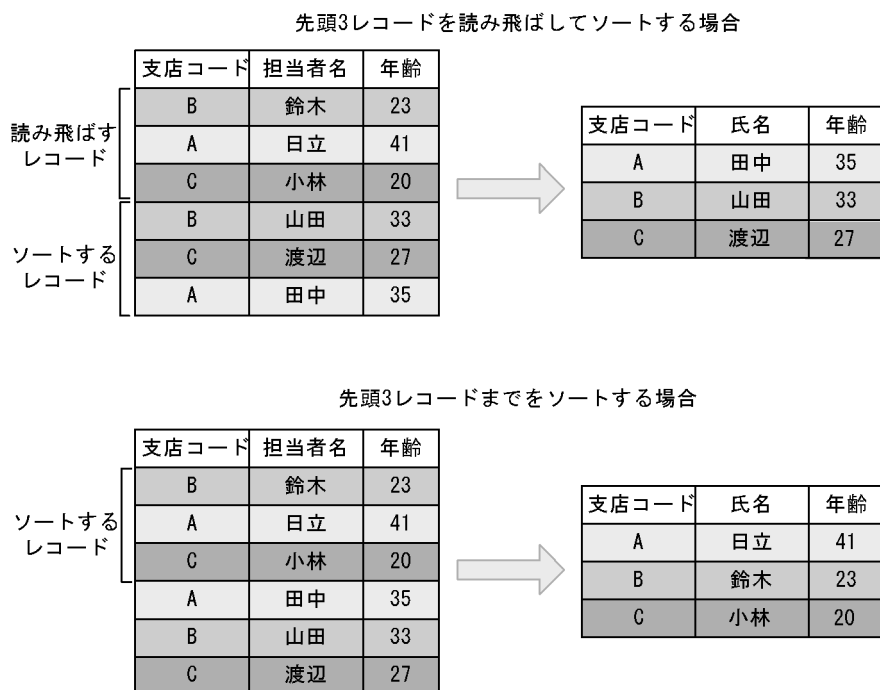 先頭3レコードを読み飛ばしてソートする場合
支店コード 担当者名 年齢
B 鈴木 23
A 日立 41
C 小林 20
B 山田 33
C 渡辺 27
A 田中 35
読み飛ばす
レコード
ソートする
レコード
支店コード 氏名 年齢
A 田中 35
B 山田 33
C 渡辺 27
先頭3レコードまでをソートする場合
支店コード 担当者名 年齢
B 鈴木 23
A 日立 41
C 小林 20
A 田中 35
B 山田 33
C 渡辺 27
ソートする
レコード
支店コード 氏名 年齢
A 日立 41
B 鈴木 23
C 小林 20